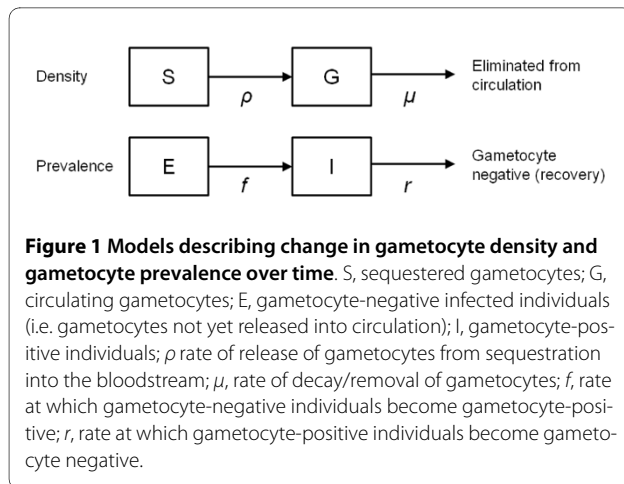 Density S G Eliminated from
circulation
ρ μ
Prevalence E I Gametocyte
negative (recovery)
f r
Figure 1 Models describing change in gametocyte density and
gametocyte prevalence over time. S, sequestered gametocytes; G,
circulating gametocytes; E, gametocyte-negative infected individuals
(i.e. gametocytes not yet released into circulation); I, gametocyte-pos-
itive individuals; ρ rate of release of gametocytes from sequestration
into the bloodstream; μ, rate of decay/removal of gametocytes; f, rate
at which gametocyte-negative individuals become gametocyte-posi-
tive; r, rate at which gametocyte-positive individuals become gameto-
cyte negative.